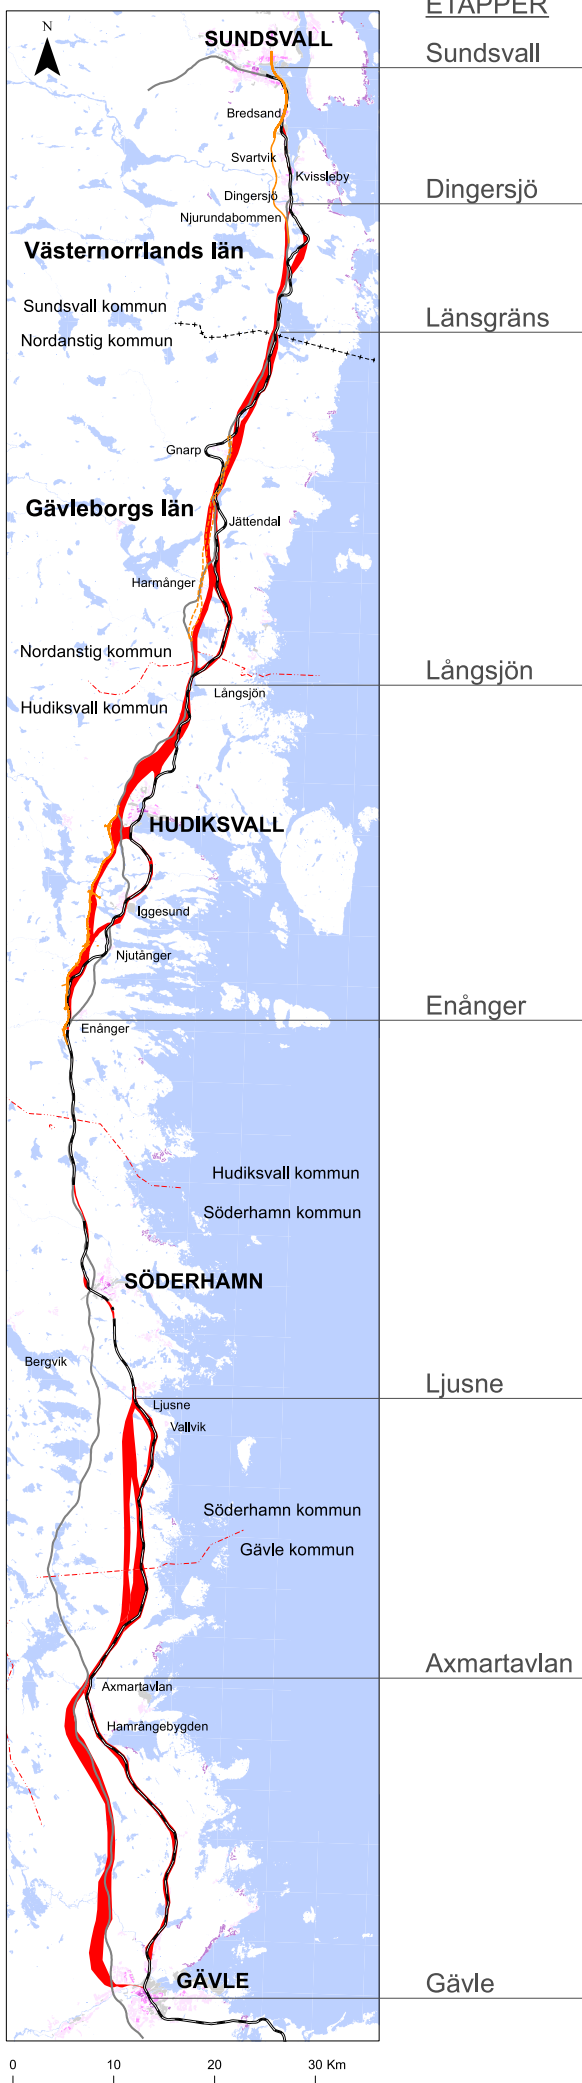 ETAPPER
N
SUNDSVALL
Sundsvall
Bredsand
Svartvik
Kvissleby
Dingersjö
Dingersjö
Njurundabommen
Västernorrlands län
Sundsvall kommun
Länsgräns
Nordanstig kommun
Gnarp
Gävleborgs län
Jättendal
Harmånger
Nordanstig kommun
Långsjön
Långsjön
Hudiksvall kommun
HUDIKSVALL
Iggesund
Njutånger
Enånger
Enånger
Hudiksvall kommun
Söderhamn kommun
SÖDERHAMN
Bergvik
Ljusne
Ljusne
Vallvik
Söderhamn kommun
Gävle kommun
Axmartavlan
Axmartavlan
Hamrångebygden
GÄVLE
Gävle
0 10 20 30 Km